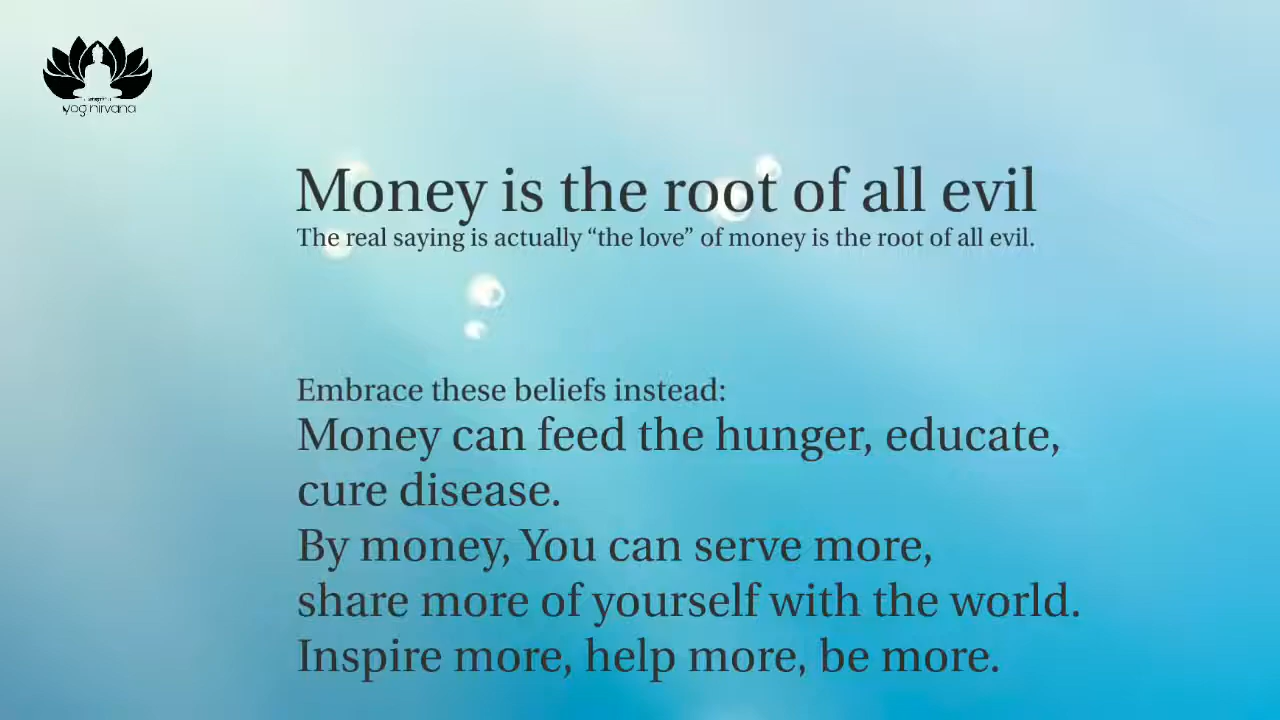 yog nirvana
Money is the root of all evil
The real saying is actually “the love” of money is the root of all evil.
Embrace these beliefs instead:
Money can feed the hunger, educate,
cure disease.
By money, You can serve more,
share more of yourself with the world.
Inspire more, help more, be more.